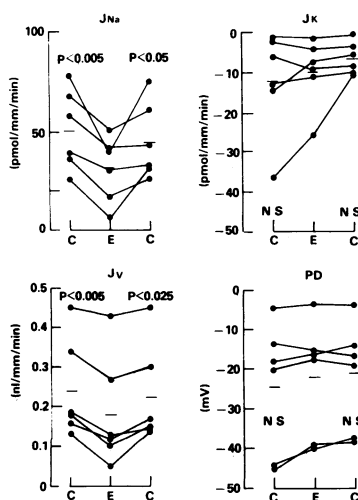 JNa
100
P<0.005 P<0.05
50
0
(pmol/mm/min)
C E C
JK
0
−10
−20
−30
−40
−50
(pmol/mm/min)
NS NS
C E C
JV
0.5
P<0.005 P<0.025
0.4
0.3
0.2
0.1
0
(nl/mm/min)
C E C
PD
0
−10
−20
−30
−40
−50
(mV)
NS NS
C E C